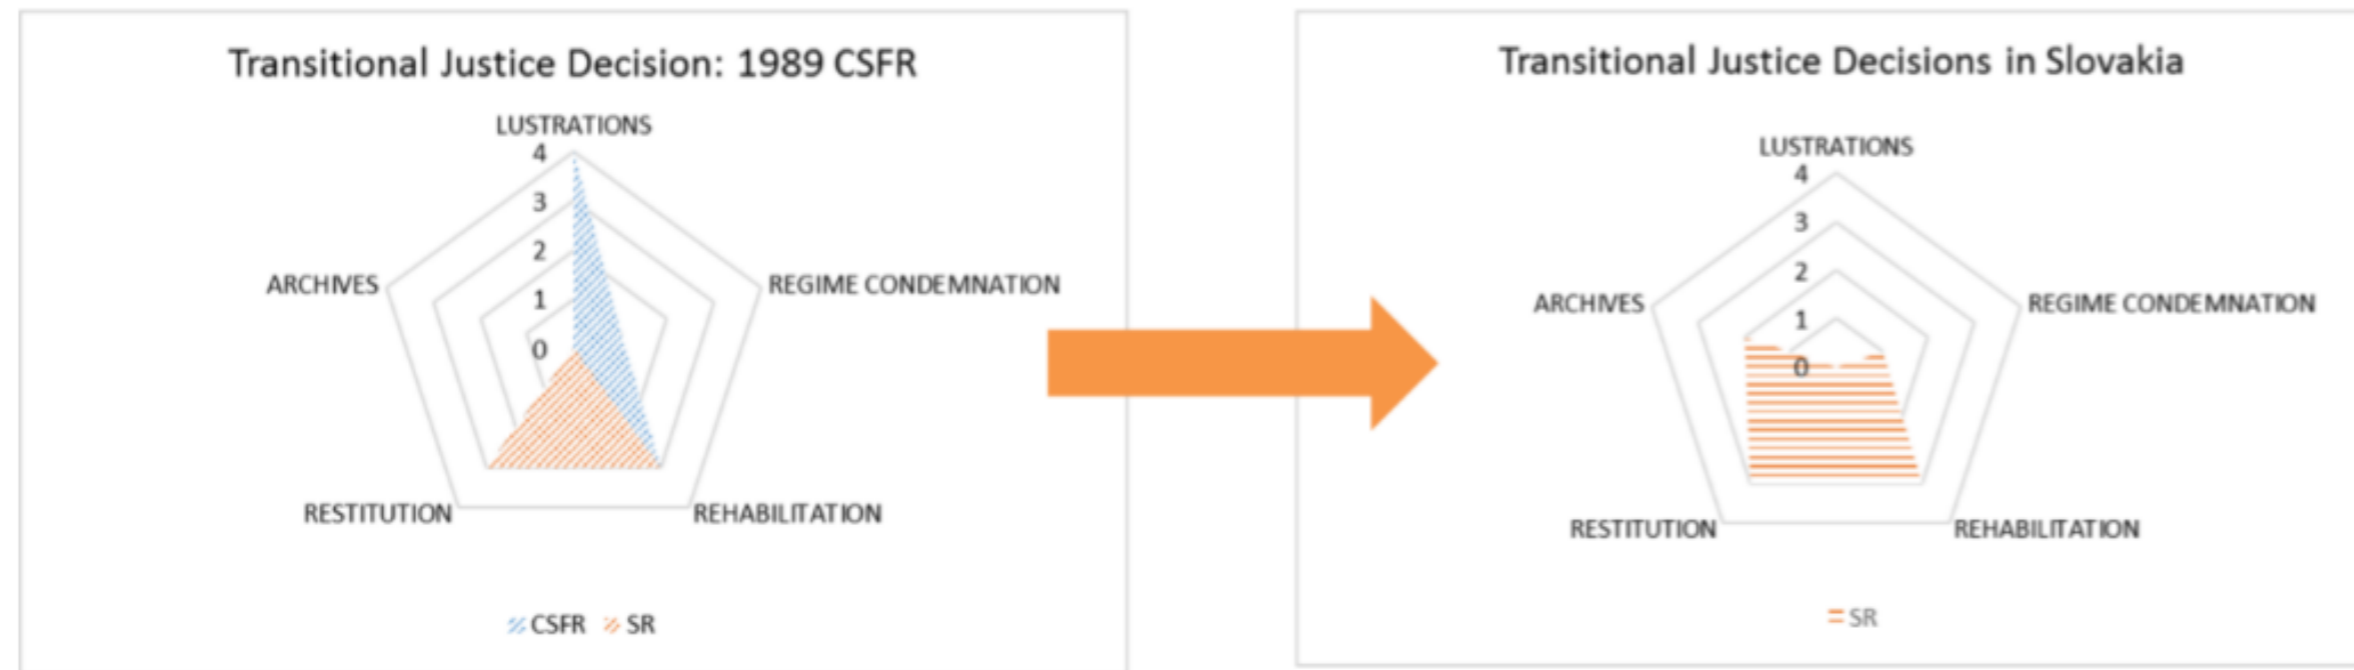 Transitional Justice Decision: 1989 CSFR
LUSTRATIONS
4
3
2
1
0
ARCHIVES
REGIME CONDEMNATION
RESTITUTION
REHABILITATION
CSFR SR
Transitional Justice Decisions in Slovakia
LUSTRATIONS
4
3
2
1
0
ARCHIVES
REGIME CONDEMNATION
RESTITUTION
REHABILITATION
SR